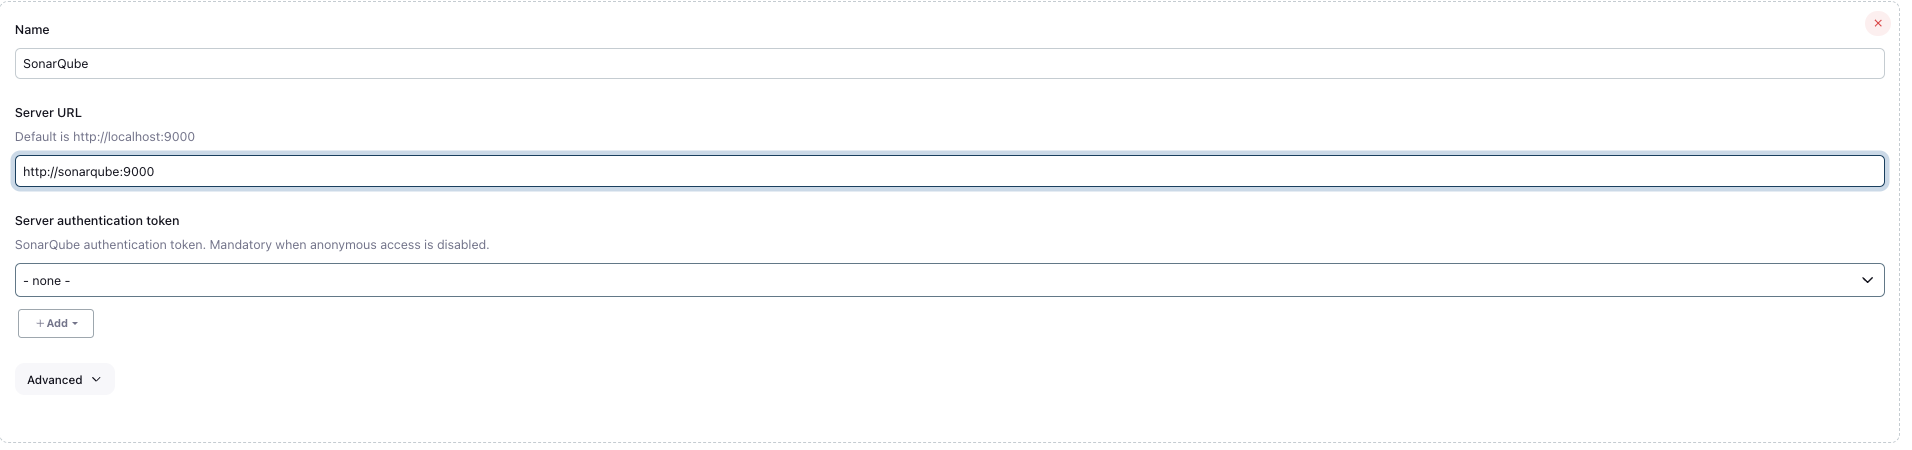 Name
SonarQube
Server URL
Default is http://localhost:9000
http://sonarqube:9000
Server authentication token
SonarQube authentication token. Mandatory when anonymous access is disabled.
- none -
+ Add
Advanced